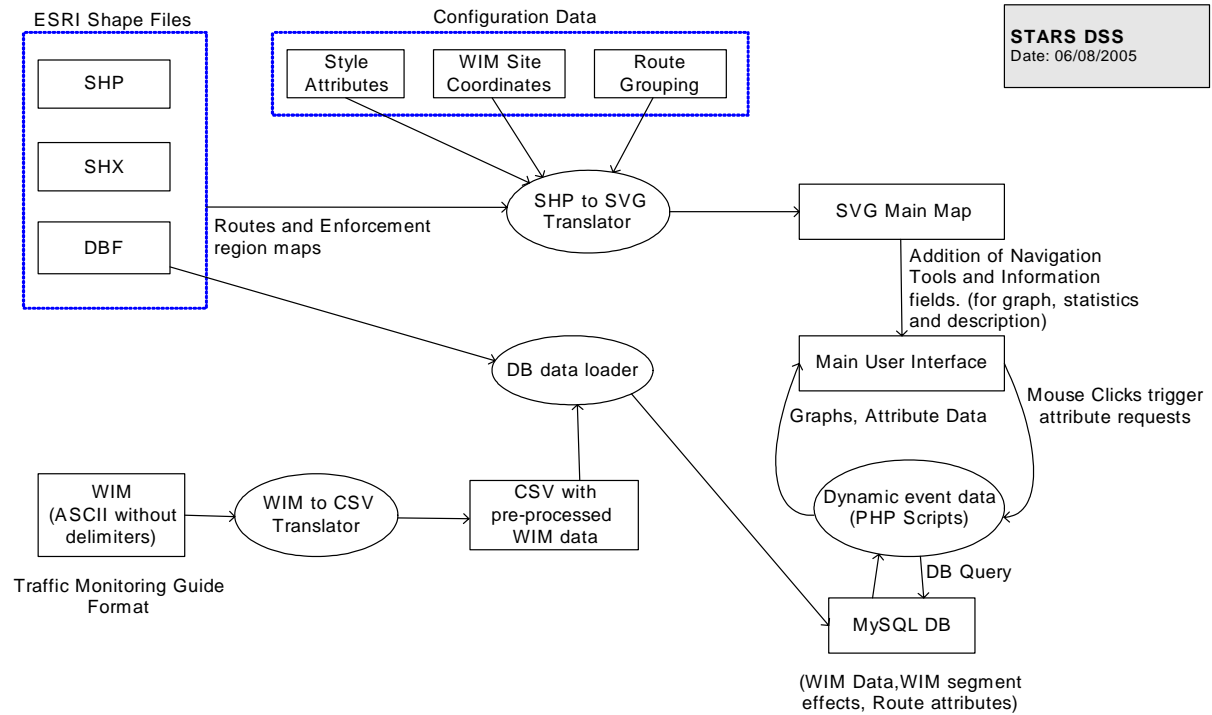 ESRI Shape Files
Configuration Data
STARS DSS
Date: 06/08/2005
SHP
SHX
DBF
Style
Attributes
WIM Site
Coordinates
Route
Grouping
Routes and Enforcement
region maps
SHP to SVG
Translator
SVG Main Map
Addition of Navigation
Tools and Information
fields. (for graph, statistics
and description)
DB data loader
Main User Interface
Graphs, Attribute Data
Mouse Clicks trigger
attribute requests
WIM
(ASCII without
delimiters)
Traffic Monitoring Guide
Format
WIM to CSV
Translator
CSV with
pre-processed
WIM data
Dynamic event data
(PHP Scripts)
DB Query
MySQL DB
(WIM Data,WIM segment
effects, Route attributes)